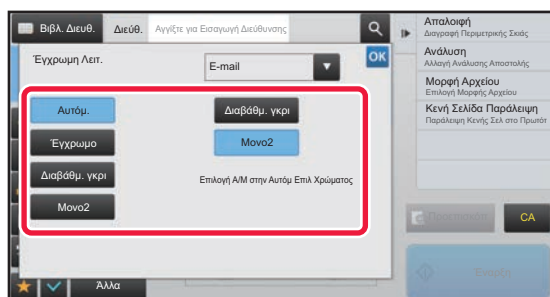 Βιβλ. Διευθ.
Διεύθ.
Αγγίξτε για Εισαγωγή Διεύθυνσης
Έγχρωμη Λειτ.
E-mail
OK
Αυτόμ.
Έγχρωμο
Διαβάθμ. γκρι
Μονο2
Διαβάθμ. γκρι
Μονο2
Επιλογή Α/Μ στην Αυτόμ Επιλ Χρώματος
Άλλα
Απαλοιφή
Διαγραφή Περιμετρικής Σκιάς
Ανάλυση
Αλλαγή Ανάλυσης Αποστολής
Μορφή Αρχείου
Επιλογή Μορφής Αρχείου
Κενή Σελίδα Παράλειψη
Παράλειψη Κενής Σελ στο Πρωτότ
CA